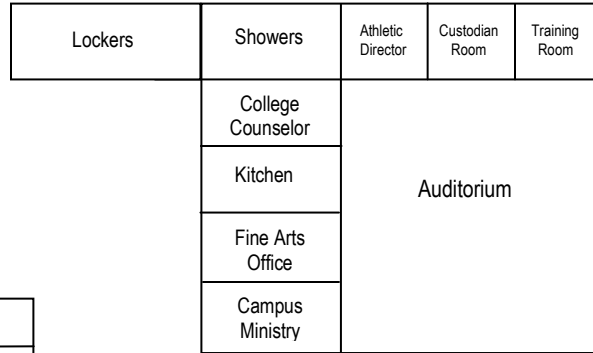 Lockers
Showers
Athletic
Director
Custodian
Room
Training
Room
College
Counselor
Kitchen
Auditorium
Fine Arts
Office
Campus
Ministry